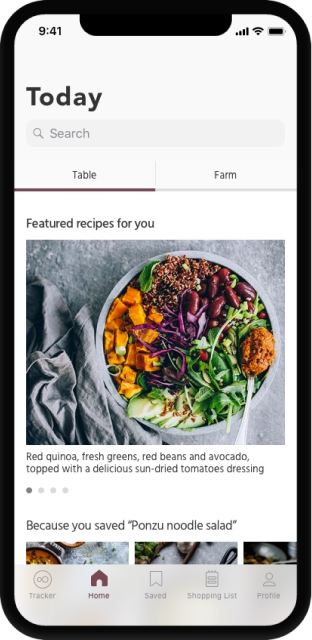 9:41
Today
Search
Table
Farm
Featured recipes for you
Red quinoa, fresh greens, red beans and avocado,
topped with a delicious sun-dried tomatoes dressing
Because you saved “Ponzu noodle salad”
Tracker
Home
Saved
Shopping List
Profile